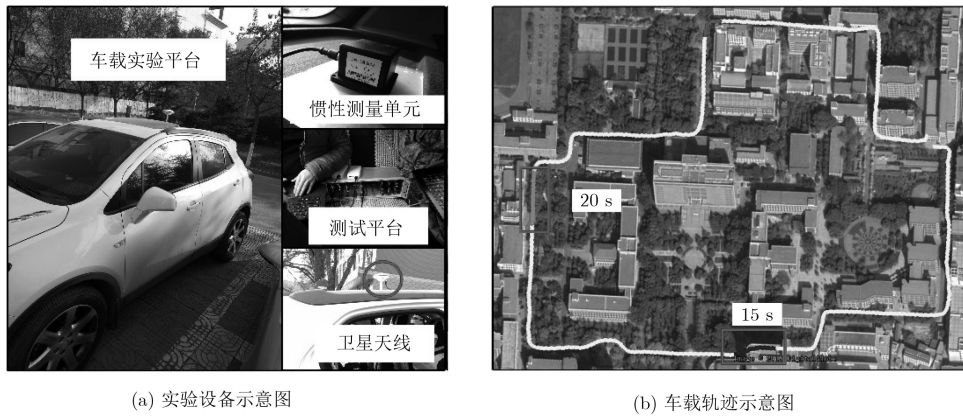 车载实验平台
惯性测量单元
测试平台
卫星天线
20 s
15 s
(a) 实验设备示意图
(b) 车载轨迹示意图